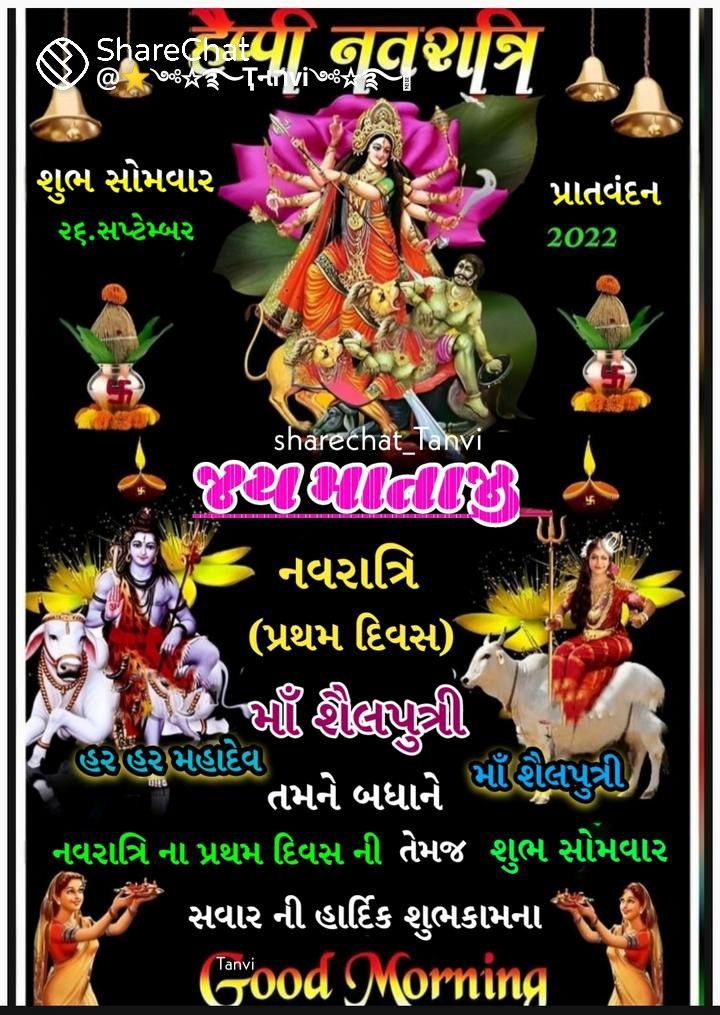 હૈપ્પી નવરાત્રિ
ShareChat
શુભ સોમવાર
૨૬.સપ્ટેમ્બર
પ્રાતવંદન
2022
sharechat_Tanvi
જય માતાજી
નવરાત્રિ
(પ્રથમ દિવસ)
માઁ શૈલપુત્રી
હર હર મહાદેવ
માઁ શૈલપુત્રી
તમને બધાને
નવરાત્રિ ના પ્રથમ દિવસ ની તેમજ શુભ સોમવાર
સવાર ની હાર્દિક શુભકામના
Tanvi
Good Morning